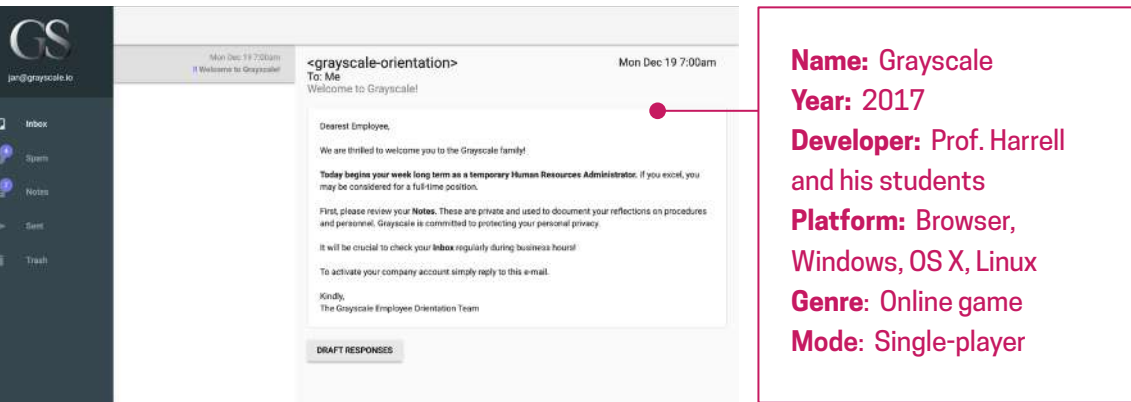 GS
jan@grayscale.io
Inbox
Spam
Notes
Sent
Trash
Mon Dec 19 7:00am
Welcome to Grayscale!
<grayscale-orientation>
Mon Dec 19 7:00am
To: Me
Welcome to Grayscale!
Dearest Employee,
We are thrilled to welcome you to the Grayscale family!
Today begins your week long term as a temporary Human Resources Administrator. If you excel, you
may be considered for a full-time position.
First, please review your Notes. These are private and used to document your reflections on procedures
and personnel. Grayscale is committed to protecting your personal privacy.
It will be crucial to check your Inbox regularly during business hours!
To activate your company account simply reply to this e-mail.
Kindly,
The Grayscale Employee Orientation Team
DRAFT RESPONSES
Name: Grayscale
Year: 2017
Developer: Prof. Harrell
and his students
Platform: Browser,
Windows, OS X, Linux
Genre: Online game
Mode: Single-player